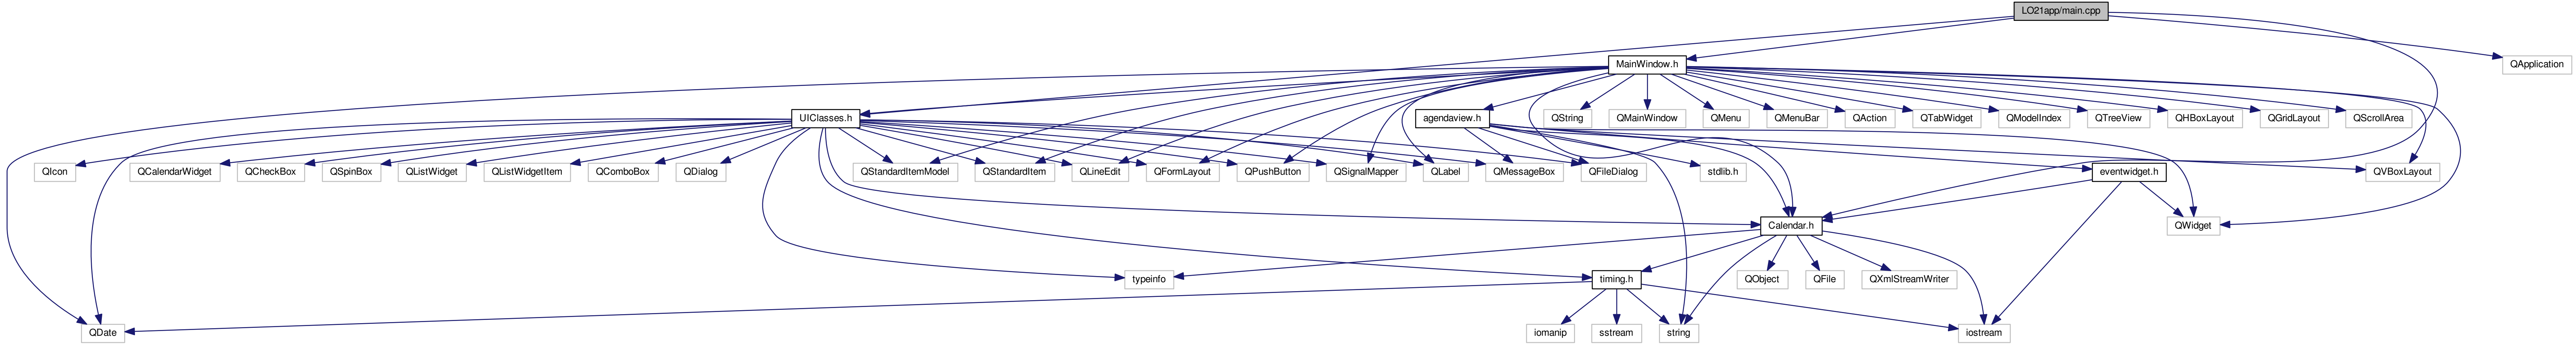 LO21app/main.cpp
MainWindow.h
QApplication
UIClasses.h
agendaview.h
QString
QMainWindow
QMenu
QMenuBar
QAction
QTabWidget
QModelIndex
QTreeView
QHBoxLayout
QGridLayout
QScrollArea
QIcon
QCalendarWidget
QCheckBox
QSpinBox
QListWidget
QListWidgetItem
QComboBox
QDialog
QStandardItemModel
QStandardItem
QLineEdit
QFormLayout
QPushButton
QSignalMapper
QLabel
QMessageBox
QFileDialog
stdlib.h
eventwidget.h
QVBoxLayout
Calendar.h
QWidget
typeinfo
timing.h
QObject
QFile
QXmlStreamWriter
QDate
iomanip
sstream
string
iostream